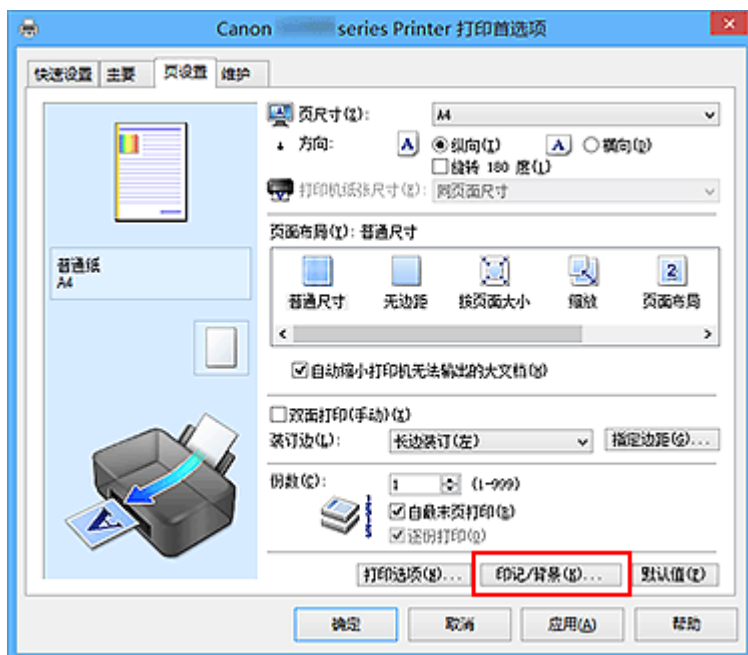 Canon series Printer 打印首选项
快速设置 主要 页设置 维护
页尺寸(Z): A4
方向: A 纵向(I) A 横向(D)
旋转 180 度(L)
打印机纸张尺寸(E): 同页面尺寸
页面布局(Y): 普通尺寸
普通纸
A4
普通尺寸 无边距 按页面大小 缩放 2 页面布局
自动缩小打印机无法输出的大文档(N)
双面打印(手动)(X)
装订边(L): 长边装订(左) 指定边距(G)...
份数(C): 1 (1-999)
自最末页打印(S)
逐份打印(O)
A
打印选项(N)... 印记/背景(K)... 默认值(F)
确定 取消 应用(A) 帮助